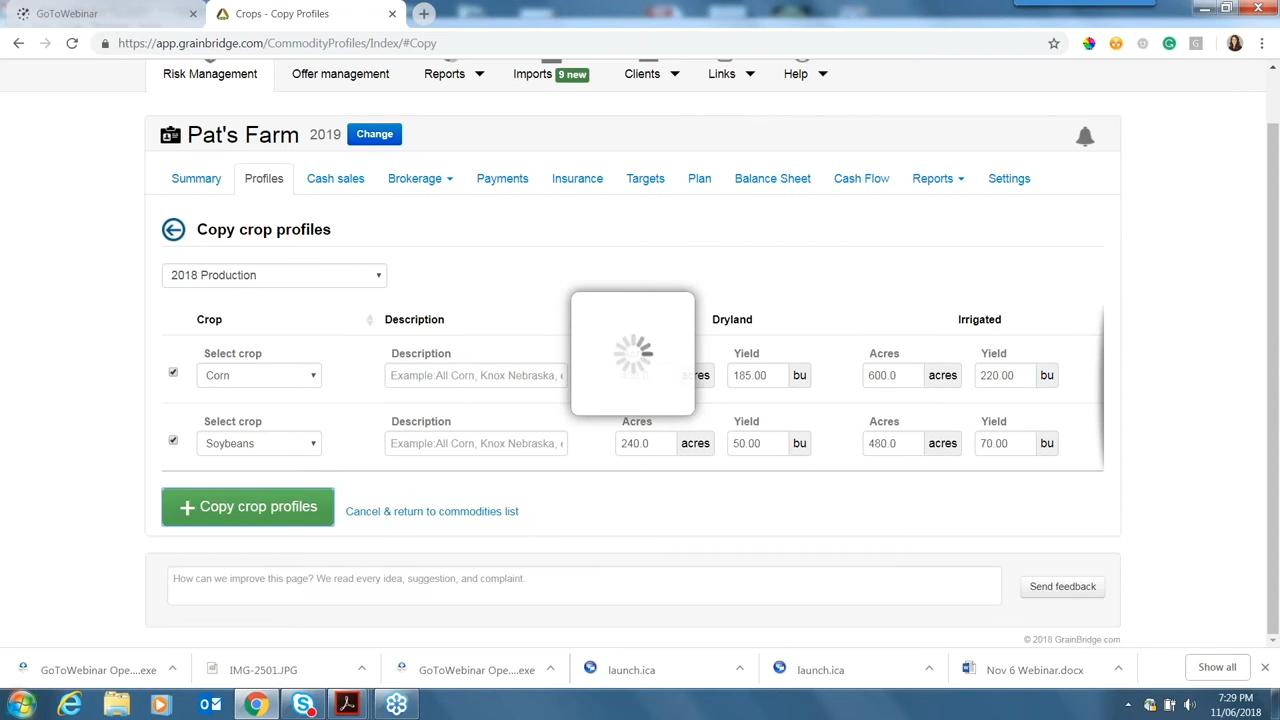 GoToWebinar
Crops - Copy Profiles
https://app.grainbridge.com/CommodityProfiles/Index/#Copy
Risk Management Offer management Reports Imports 9 new Clients Links Help
Pat's Farm 2019 Change
Summary Profiles Cash sales Brokerage Payments Insurance Targets Plan Balance Sheet Cash Flow Reports Settings
Copy crop profiles
2018 Production
Crop Description Dryland Irrigated
Select crop Description Yield Acres Yield
Corn Example:All Corn, Knox Nebraska, acres 185.00 bu 600.0 acres 220.00 bu
Select crop Description Acres Yield Acres Yield
Soybeans Example:All Corn, Knox Nebraska, 240.0 acres 50.00 bu 480.0 acres 70.00 bu
+ Copy crop profiles Cancel & return to commodities list
How can we improve this page? We read every idea, suggestion, and complaint.
Send feedback
© 2018 GrainBridge.com
GoToWebinar Ope....exe IMG-2501.JPG GoToWebinar Ope....exe launch.ica launch.ica Nov 6 Webinar.docx Show all
7:29 PM
11/06/2018